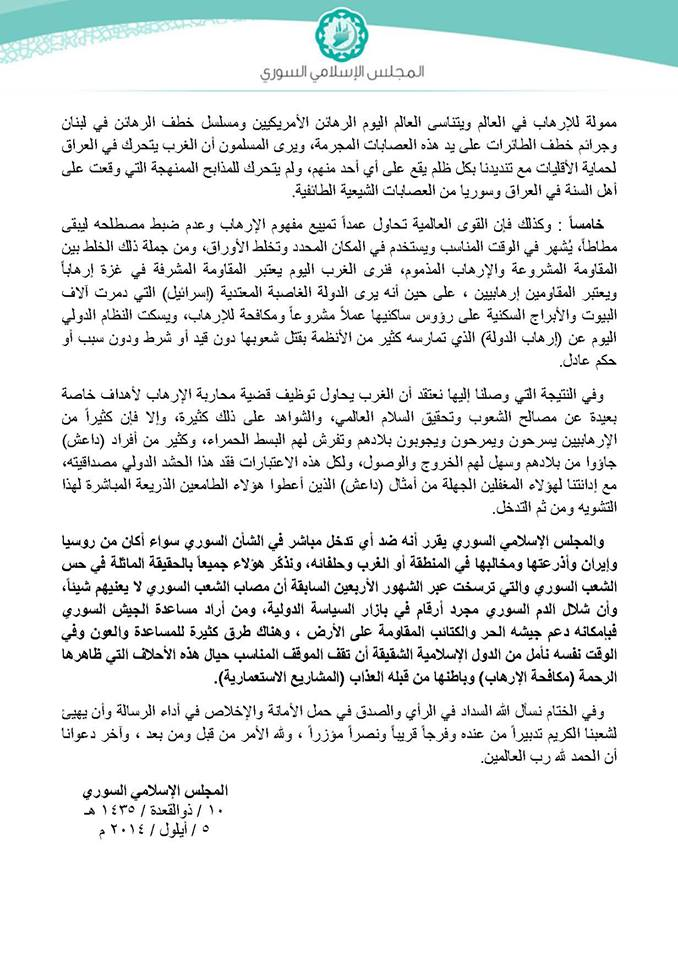 المجلس الإسلامي السوري
ممولة للإرهاب في العالم ويتناسى العالم اليوم الرهائن الأمريكيين ومسلسل خطف الرهائن في لبنان
وجرائم خطف الطائرات على يد هذه العصابات المجرمة، ويرى المسلمون أن الغرب يتحرك في العراق
لحماية الأقليات مع تنديدنا بكل ظلم يقع على أي أحد منهم، ولم يتحرك للمذابح الممنهجة التي وقعت على
أهل السنة في العراق وسوريا من العصابات الشيعية الطائفية.
خامساً : وكذلك فإن القوى العالمية تحاول عمداً تمييع مفهوم الإرهاب وعدم ضبط مصطلحه ليبقى
مطاطاً، يُشهر في الوقت المناسب ويستخدم في المكان المحدد وتخلط الأوراق، ومن جملة ذلك الخلط بين
المقاومة المشروعة والإرهاب المذموم، فنرى الغرب اليوم يعتبر المقاومة المشرفة في غزة إرهاباً
ويعتبر المقاومين إرهابيين ، على حين أنه يرى الدولة الغاصبة المعتدية (إسرائيل) التي دمرت آلاف
البيوت والأبراج السكنية على رؤوس ساكنيها عملاً مشروعاً ومكافحة للإرهاب، ويسكت النظام الدولي
اليوم عن (إرهاب الدولة) الذي تمارسه كثير من الأنظمة بقتل شعوبها دون قيد أو شرط ودون سبب أو
حكم عادل.
وفي النتيجة التي وصلنا إليها نعتقد أن الغرب يحاول توظيف قضية محاربة الإرهاب لأهداف خاصة
بعيدة عن مصالح الشعوب وتحقيق السلام العالمي، والشواهد على ذلك كثيرة، وإلا فإن كثيراً من
الإرهابيين يسرحون ويمرحون ويجوبون بلادهم وتفرش لهم البسط الحمراء، وكثير من أفراد (داعش)
جاؤوا من بلادهم وسهل لهم الخروج والوصول، ولكل هذه الاعتبارات فقد هذا الحشد الدولي مصداقيته،
مع إدانتنا لهؤلاء المغفلين الجهلة من أمثال (داعش) الذين أعطوا هؤلاء الطامعين الذريعة المباشرة لهذا
التشويه ومن ثم التدخل.
والمجلس الإسلامي السوري يقرر أنه ضد أي تدخل مباشر في الشأن السوري سواء أكان من روسيا
وإيران وأذرعتها ومخالبها في المنطقة أو الغرب وحلفائه، ونذكّر هؤلاء جميعاً بالحقيقة الماثلة في حس
الشعب السوري والتي ترسخت عبر الشهور الأربعين السابقة أن مصاب الشعب السوري لا يعنيهم شيئاً،
وأن شلال الدم السوري مجرد أرقام في بازار السياسة الدولية، ومن أراد مساعدة الجيش السوري
فبإمكانه دعم جيشه الحر والكتائب المقاومة على الأرض ، وهناك طرق كثيرة للمساعدة والعون وفي
الوقت نفسه نأمل من الدول الإسلامية الشقيقة أن تقف الموقف المناسب حيال هذه الأحلاف التي ظاهرها
الرحمة (مكافحة الإرهاب) وباطنها من قبله العذاب (المشاريع الاستعمارية).
وفي الختام نسأل الله السداد في الرأي والصدق في حمل الأمانة والإخلاص في أداء الرسالة وأن يهيئ
لشعبنا الكريم تدبيراً من عنده وفرجاً قريباً ونصراً مؤزراً ، ولله الأمر من قبل ومن بعد ، وآخر دعوانا
أن الحمد لله رب العالمين.
المجلس الإسلامي السوري
١٠ / ذوالقعدة / ١٤٣٥ هـ
٥ / أيلول / ٢٠١٤ م